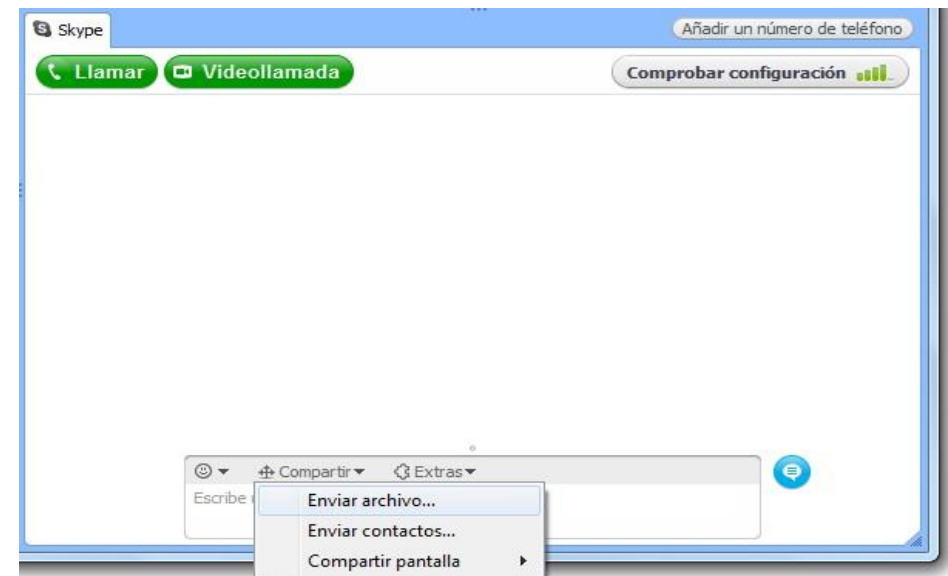 Skype
Añadir un número de teléfono
Llamar
Videollamada
Comprobar configuración
Compartir
Extras
Escribe
Enviar archivo...
Enviar contactos...
Compartir pantalla